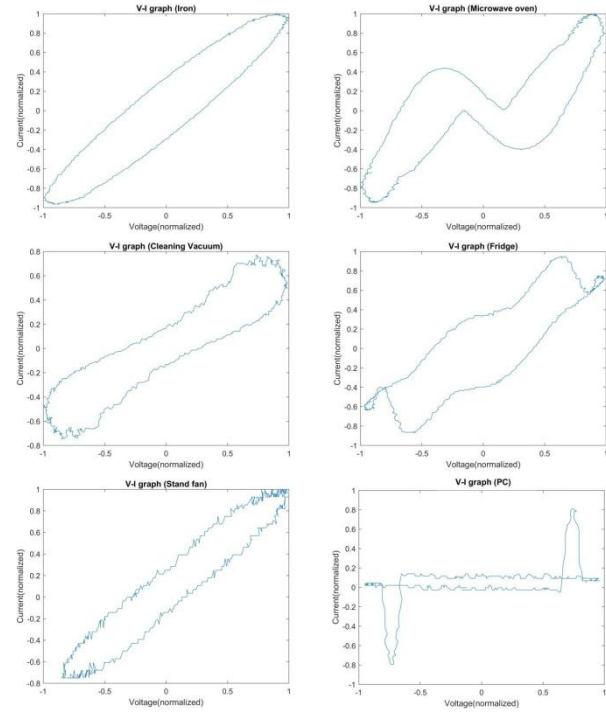 V-I graph (Iron)
1
0.8
0.6
0.4
0.2
0
-0.2
-0.4
-0.6
-0.8
-1
Current(normalized)
-1 -0.5 0 0.5 1
Voltage(normalized)
V-I graph (Microwave oven)
1
0.8
0.6
0.4
0.2
0
-0.2
-0.4
-0.6
-0.8
-1
Current(normalized)
-1 -0.5 0 0.5 1
Voltage(normalized)
V-I graph (Cleaning Vacuum)
0.8
0.6
0.4
0.2
0
-0.2
-0.4
-0.6
-0.8
Current(normalized)
-1 -0.5 0 0.5 1
Voltage(normalized)
V-I graph (Fridge)
1
0.8
0.6
0.4
0.2
0
-0.2
-0.4
-0.6
-0.8
-1
Current(normalized)
-1 -0.5 0 0.5 1
Voltage(normalized)
V-I graph (Stand fan)
1
0.8
0.6
0.4
0.2
0
-0.2
-0.4
-0.6
-0.8
Current(normalized)
-1 -0.5 0 0.5 1
Voltage(normalized)
V-I graph (PC)
1
0.8
0.6
0.4
0.2
0
-0.2
-0.4
-0.6
-0.8
-1
Current(normalized)
-1 -0.5 0 0.5 1
Voltage(normalized)